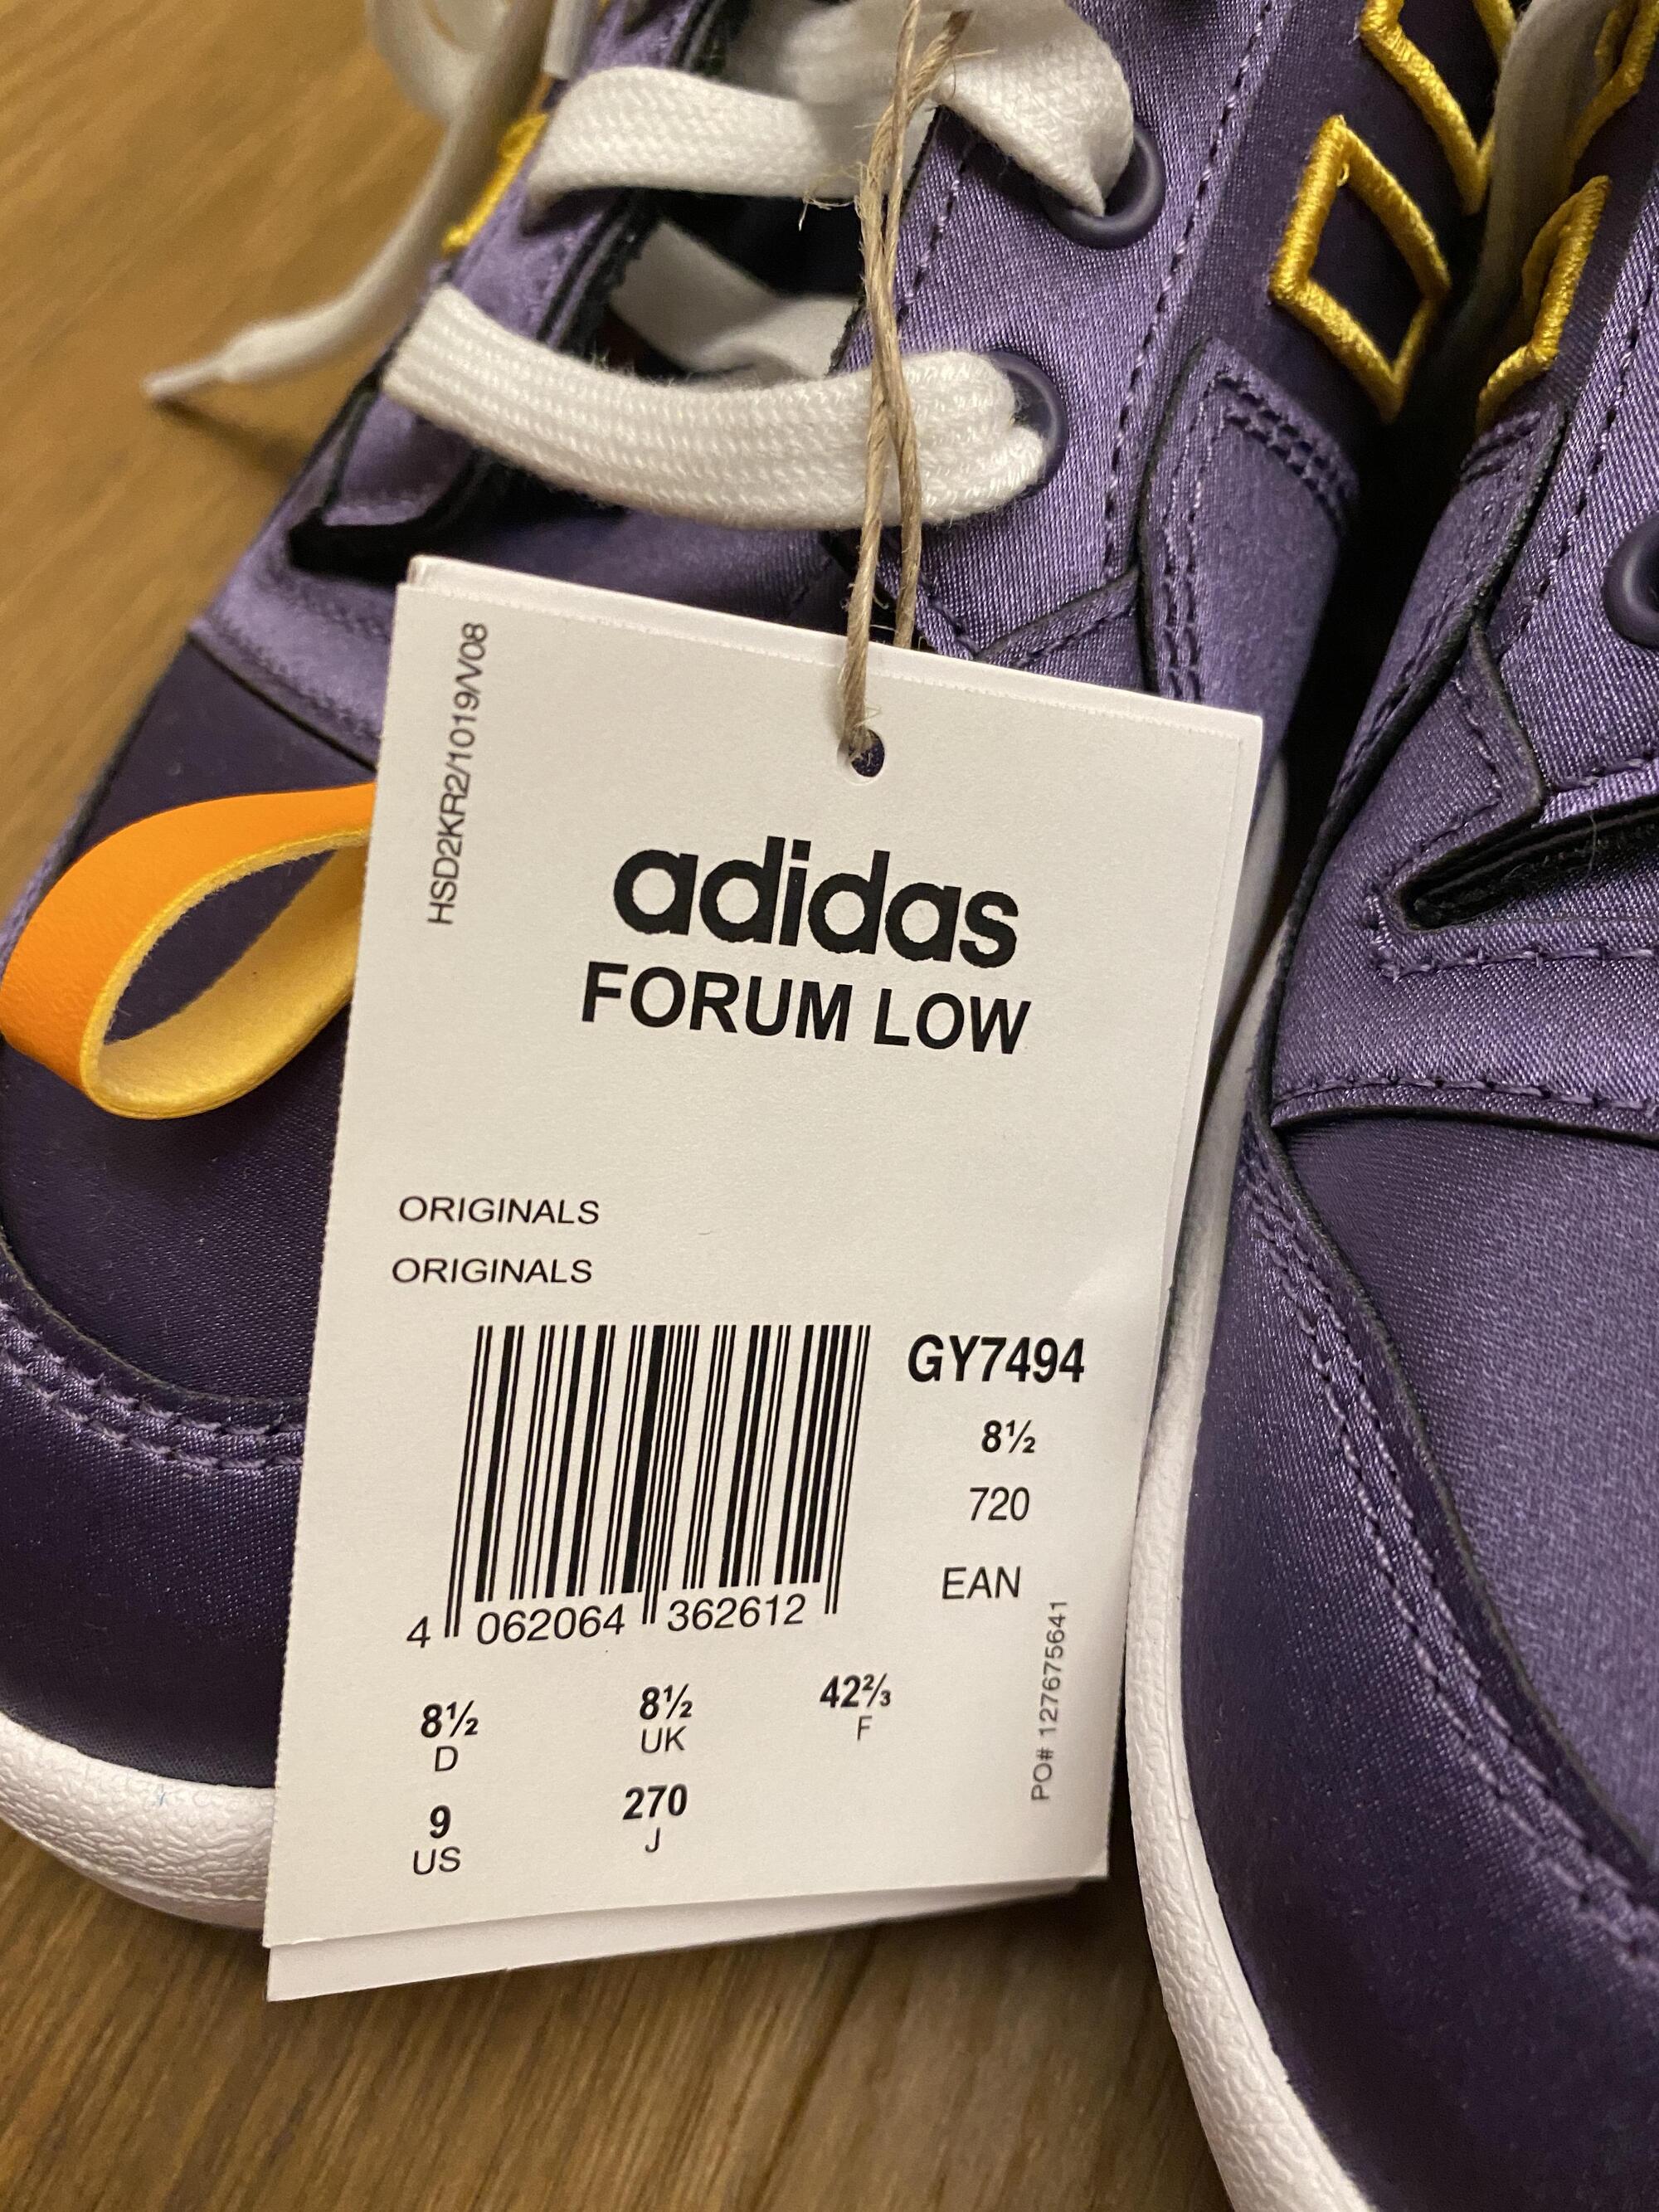 HSD2KR2/1019/V08
adidas
FORUM LOW
ORIGINALS
ORIGINALS
GY7494
8½
720
EAN
4 062064 362612
PO# 127675641
8½ 8½ 42⅔
D UK F
9 270
US J